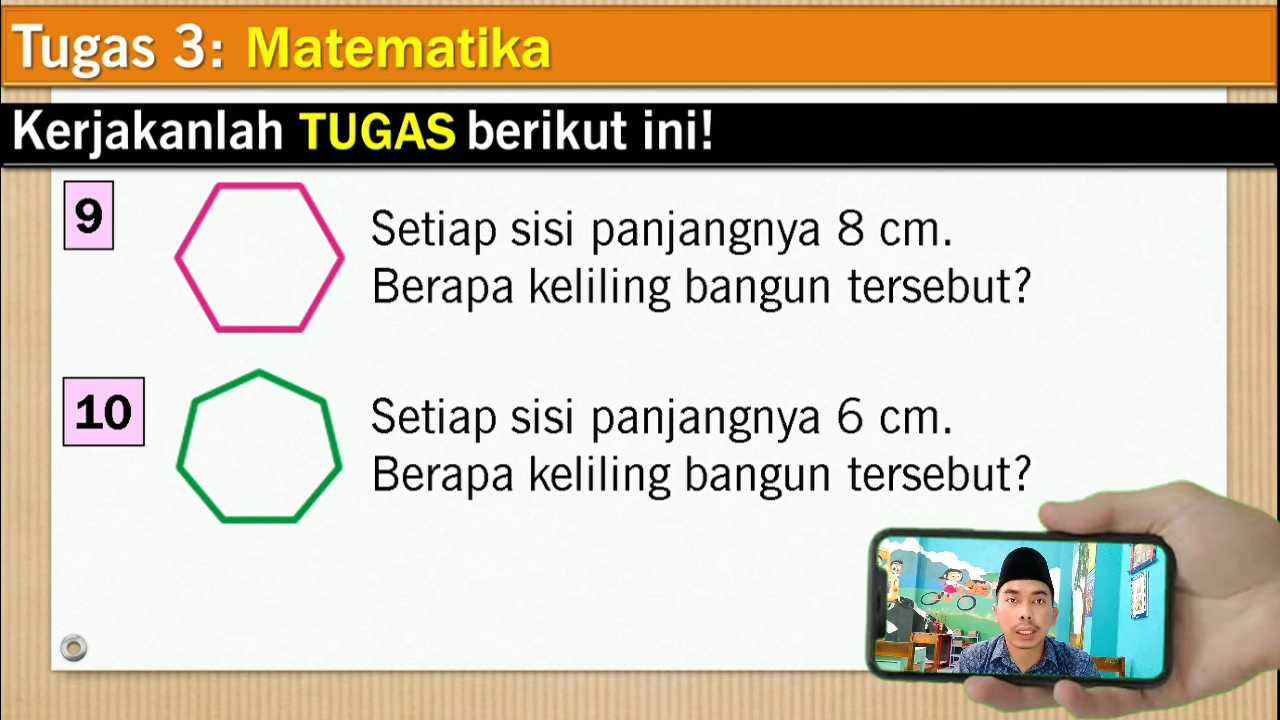 Tugas 3: Matematika
Kerjakanlah TUGAS berikut ini!
9
Setiap sisi panjangnya 8 cm.
Berapa keliling bangun tersebut?
10
Setiap sisi panjangnya 6 cm.
Berapa keliling bangun tersebut?